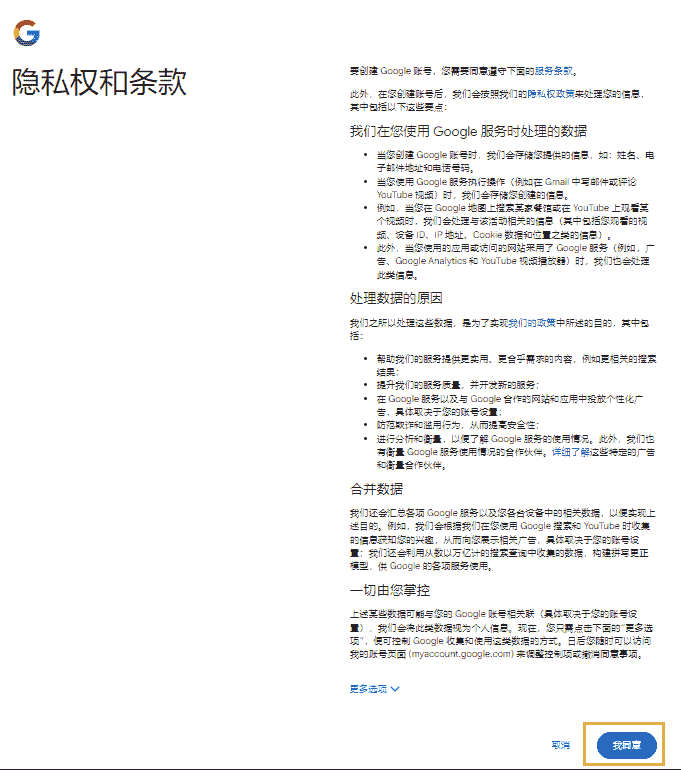 隐私权和条款
要创建 Google 账号，您需要同意遵守下面的服务条款。
此外，在您创建账号后，我们会按照我们的隐私权政策来处理您的信息，
其中包括以下这些要点：
我们在您使用 Google 服务时处理的数据
• 当您创建 Google 账号时，我们会存储您提供的信息，如：姓名、电
子邮件地址和电话号码。
• 当您使用 Google 服务执行操作（例如在 Gmail 中写邮件或评论
YouTube 视频）时，我们会存储您创建的信息。
• 例如，当您在 Google 地图上搜索某家餐馆或在 YouTube 上观看某
个视频时，我们会处理与该活动相关的信息（其中包括您观看的视
频、设备 ID、IP 地址、Cookie 数据和位置之类的信息）。
• 此外，当您使用的应用或访问的网站采用了 Google 服务（例如，广
告、Google Analytics 和 YouTube 视频播放器）时，我们也会处理
此类信息。
处理数据的原因
我们之所以处理这些数据，是为了实现我们的政策中所述的目的，其中包
括：
• 帮助我们的服务提供更实用、更合乎需求的内容，例如更相关的搜索
结果；
• 提升我们的服务质量，并开发新的服务；
• 在 Google 服务以及与 Google 合作的网站和应用中投放个性化广
告，具体取决于您的账号设置；
• 防范欺诈和滥用行为，从而提高安全性；
• 进行分析和衡量，以便了解 Google 服务的使用情况。此外，我们也
有衡量 Google 服务使用情况的合作伙伴。详细了解这些特定的广告
和衡量合作伙伴。
合并数据
我们还会汇总各项 Google 服务以及您各台设备中的相关数据，以便实现上
述目的。例如，我们会根据我们在您使用 Google 搜索和 YouTube 时收集
的信息获知您的兴趣，从而向您展示相关广告，具体取决于您的账号设
置；我们还会利用从数以万亿计的搜索查询中收集的数据，构建拼写更正
模型，供 Google 的各项服务使用。
一切由您掌控
上述某些数据可能与您的 Google 账号相关联（具体取决于您的账号设
置），我们会将此类数据视为个人信息。现在，您只需点击下面的“更多选
项”，便可控制 Google 收集和使用这类数据的方式。日后您随时可以访问
我的账号页面 (myaccount.google.com) 来调整控制项或撤消同意事项。
更多选项
取消
我同意